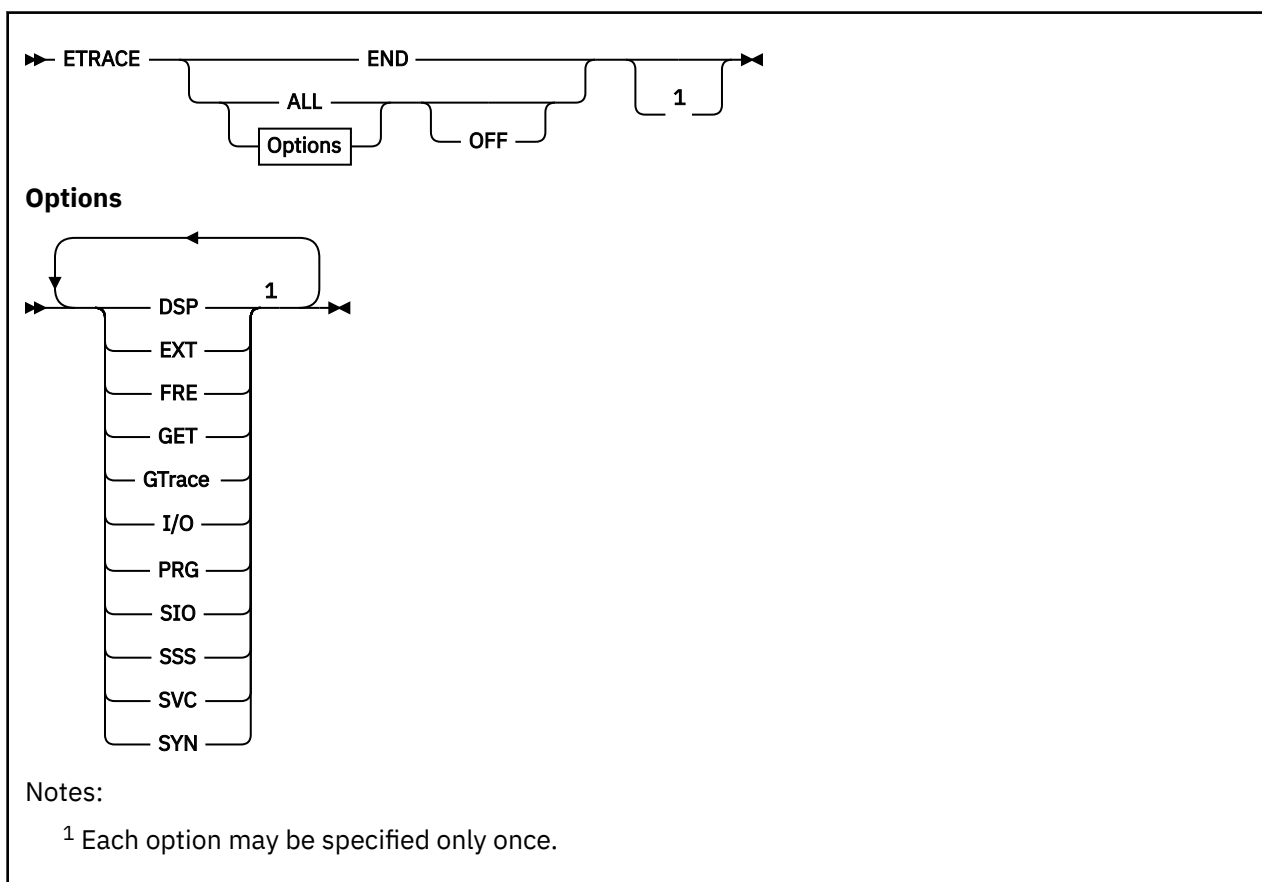 ETRACE END
ALL 1
Options OFF
Options
DSP 1
EXT
FRE
GET
GTrace
I/O
PRG
SIO
SSS
SVC
SYN
Notes:
1 Each option may be specified only once.